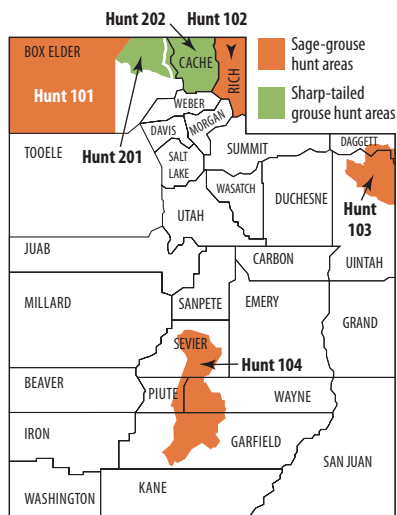 Hunt 202 Hunt 102
BOX ELDER
CACHE
RICH
Sage-grouse
hunt areas
Sharp-tailed
grouse hunt areas
Hunt 101
WEBER
DAVIS
MORGAN
Hunt 201
TOOELE
SALT
LAKE
SUMMIT
DAGGETT
WASATCH
DUCHESNE
Hunt
103
UTAH
JUAB
CARBON
UINTAH
MILLARD
SANPETE
EMERY
GRAND
SEVIER
Hunt 104
BEAVER
PIUTE
WAYNE
IRON
GARFIELD
SAN JUAN
WASHINGTON
KANE